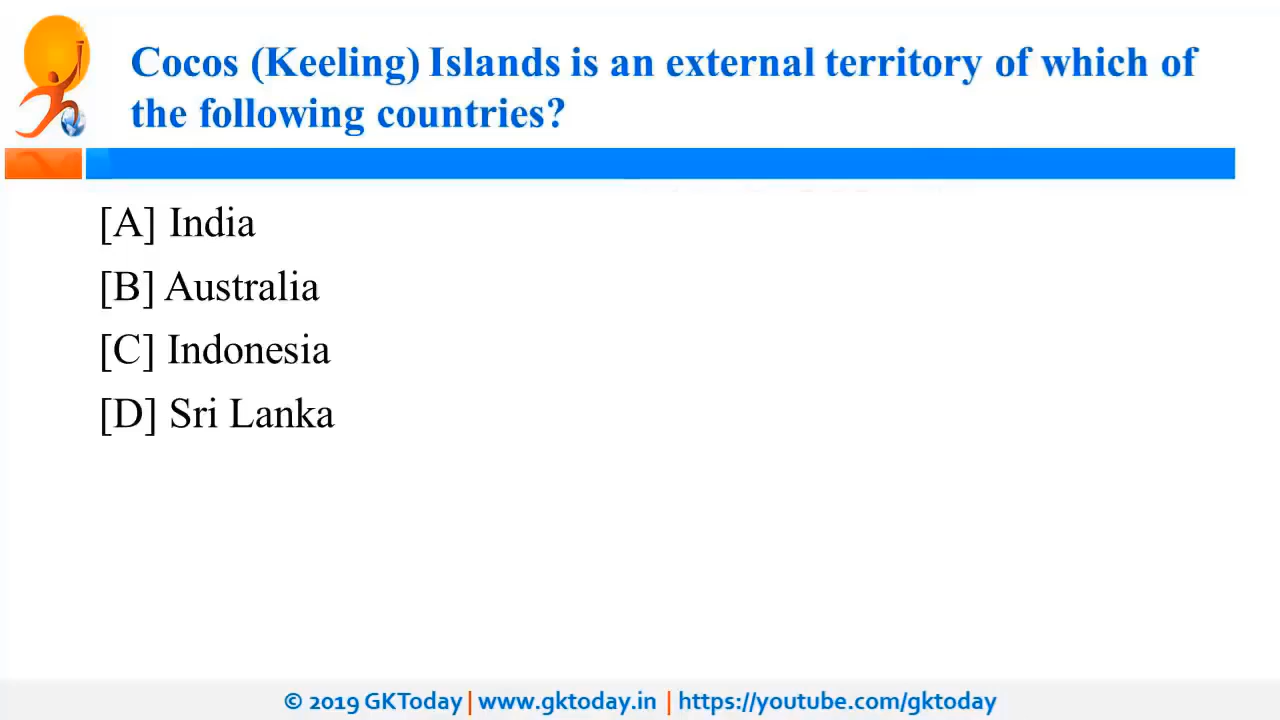 Cocos (Keeling) Islands is an external territory of which of
the following countries?
[A] India
[B] Australia
[C] Indonesia
[D] Sri Lanka
© 2019 GKToday | www.gktoday.in | https://youtube.com/gktoday